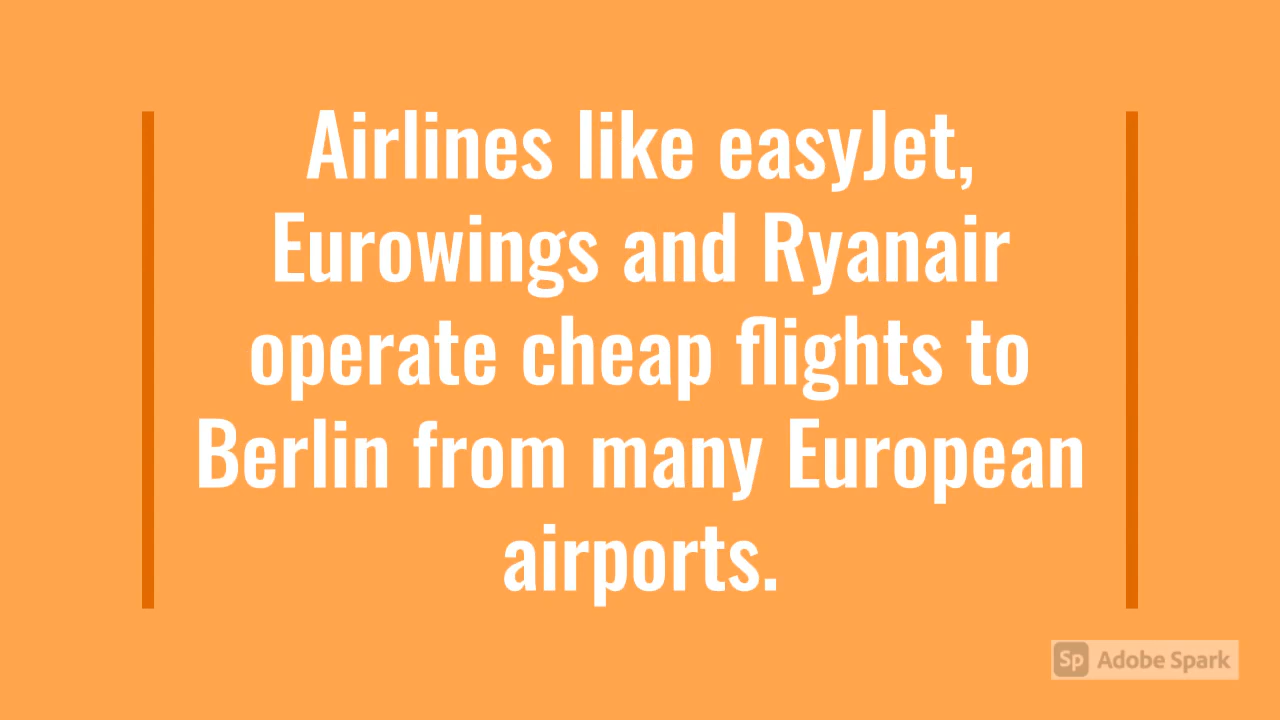 Airlines like easyJet,
Eurowings and Ryanair
operate cheap flights to
Berlin from many European
airports.
Sp Adobe Spark